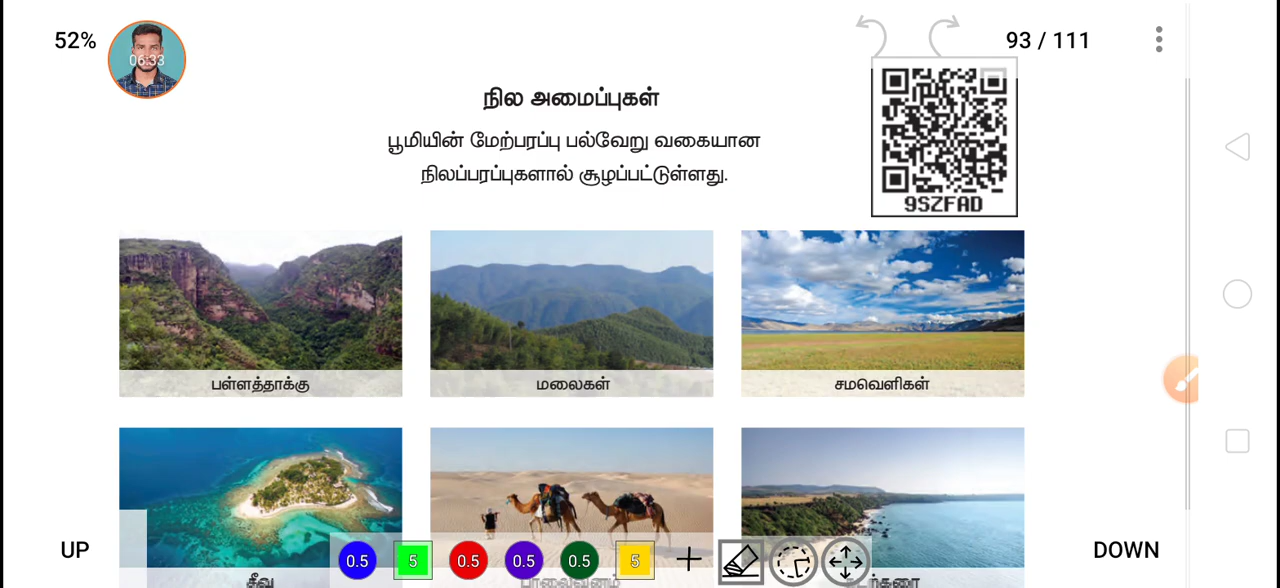 52%
06:33
93 / 111
நில அமைப்புகள்
பூமியின் மேற்பரப்பு பல்வேறு வகையான
நிலப்பரப்புகளால் சூழப்பட்டுள்ளது.
9SZFAD
பள்ளத்தாக்கு
மலைகள்
சமவெளிகள்
UP
0.5
5
0.5
0.5
0.5
5
DOWN
தீவு
பாலைவனம்